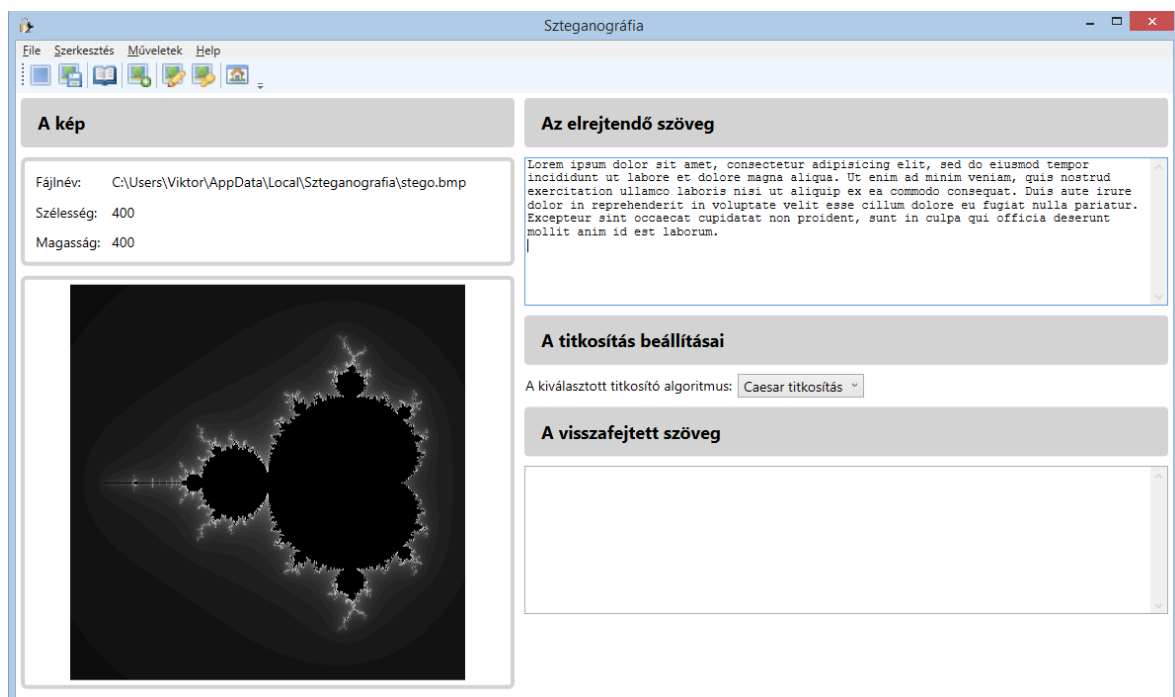 Szteganográfia
File Szerkesztés Műveletek Help
A kép
Fájlnév: C:\Users\Viktor\AppData\Local\Szteganografia\stego.bmp
Szélesség: 400
Magasság: 400
Az elrejtendő szöveg
Lorem ipsum dolor sit amet, consectetur adipisicing elit, sed do eiusmod tempor
incididunt ut labore et dolore magna aliqua. Ut enim ad minim veniam, quis nostrud
exercitation ullamco laboris nisi ut aliquip ex ea commodo consequat. Duis aute irure
dolor in reprehenderit in voluptate velit esse cillum dolore eu fugiat nulla pariatur.
Excepteur sint occaecat cupidatat non proident, sunt in culpa qui officia deserunt
mollit anim id est laborum.
A titkosítás beállításai
A kiválasztott titkosító algoritmus: Caesar titkosítás
A visszafejtett szöveg